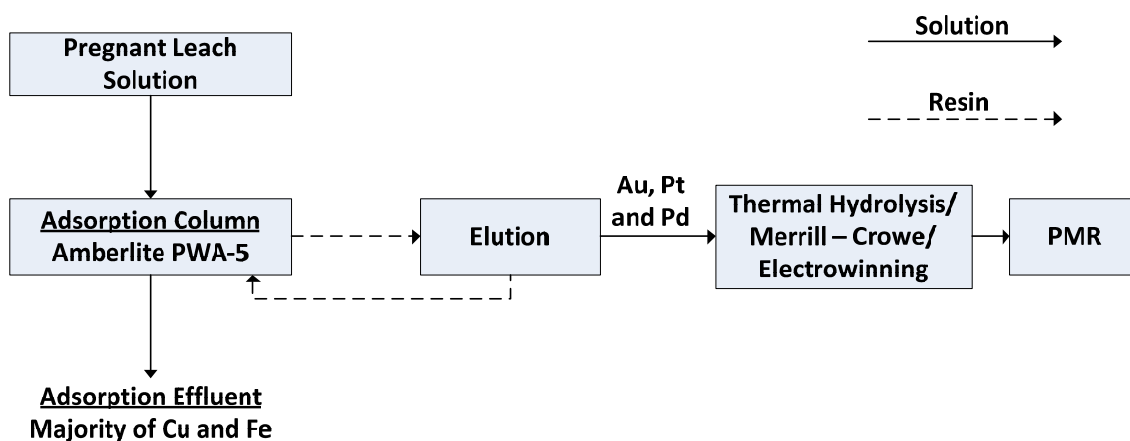 Pregnant Leach
Solution
Solution
Resin
Adsorption Column
Amberlite PWA-5
Elution
Au, Pt
and Pd
Thermal Hydrolysis/
Merrill – Crowe/
Electrowinning
PMR
Adsorption Effluent
Majority of Cu and Fe